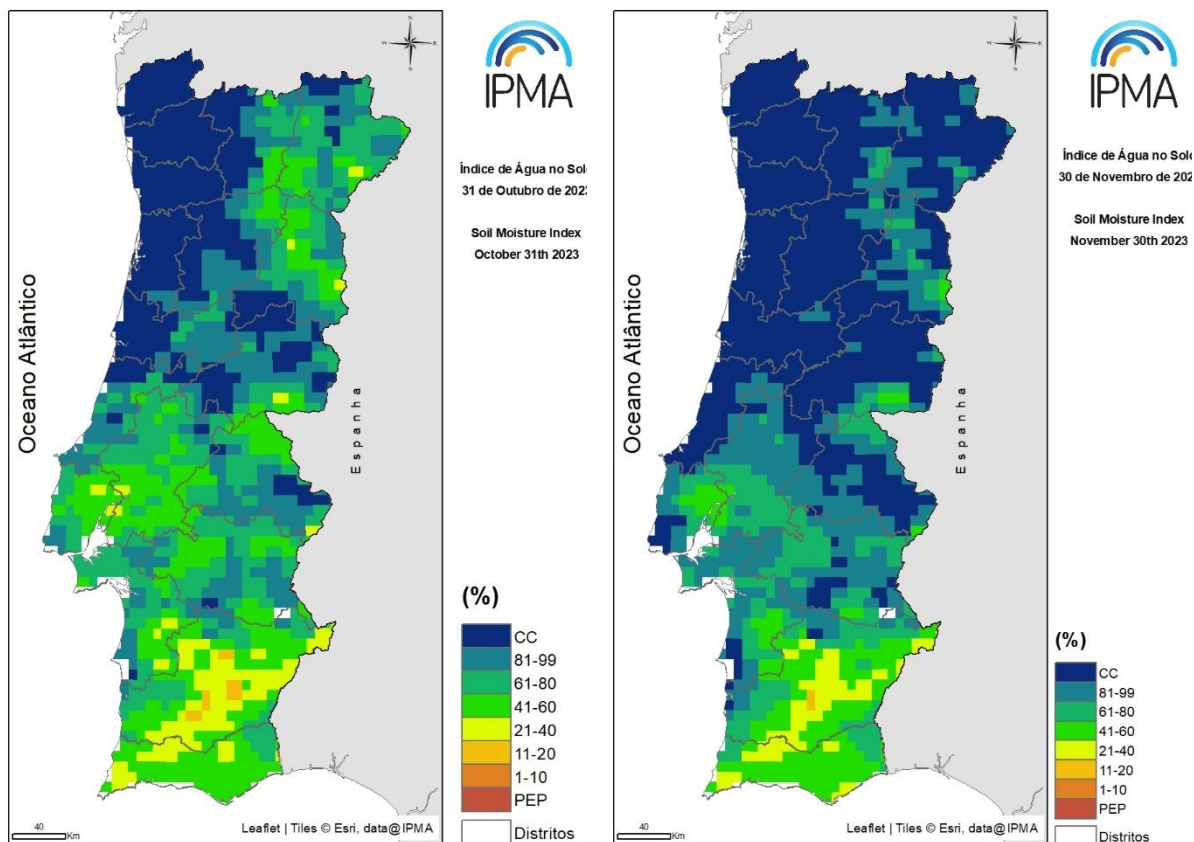 N
S
IPMA
Índice de Água no Sol
31 de Outubro de 202
Soil Moisture Index
October 31th 2023
Oceano Atlântico
Espanha
(%)
CC
81-99
61-80
41-60
21-40
11-20
1-10
PEP
Distritos
40
Km
Leaflet | Tiles © Esri, data@IPMA
N
S
IPMA
Índice de Água no Sol
30 de Novembro de 202
Soil Moisture Index
November 30th 2023
Oceano Atlântico
Espanha
(%)
CC
81-99
61-80
41-60
21-40
11-20
1-10
PEP
Distritos
40
Km
Leaflet | Tiles © Esri, data@IPMA